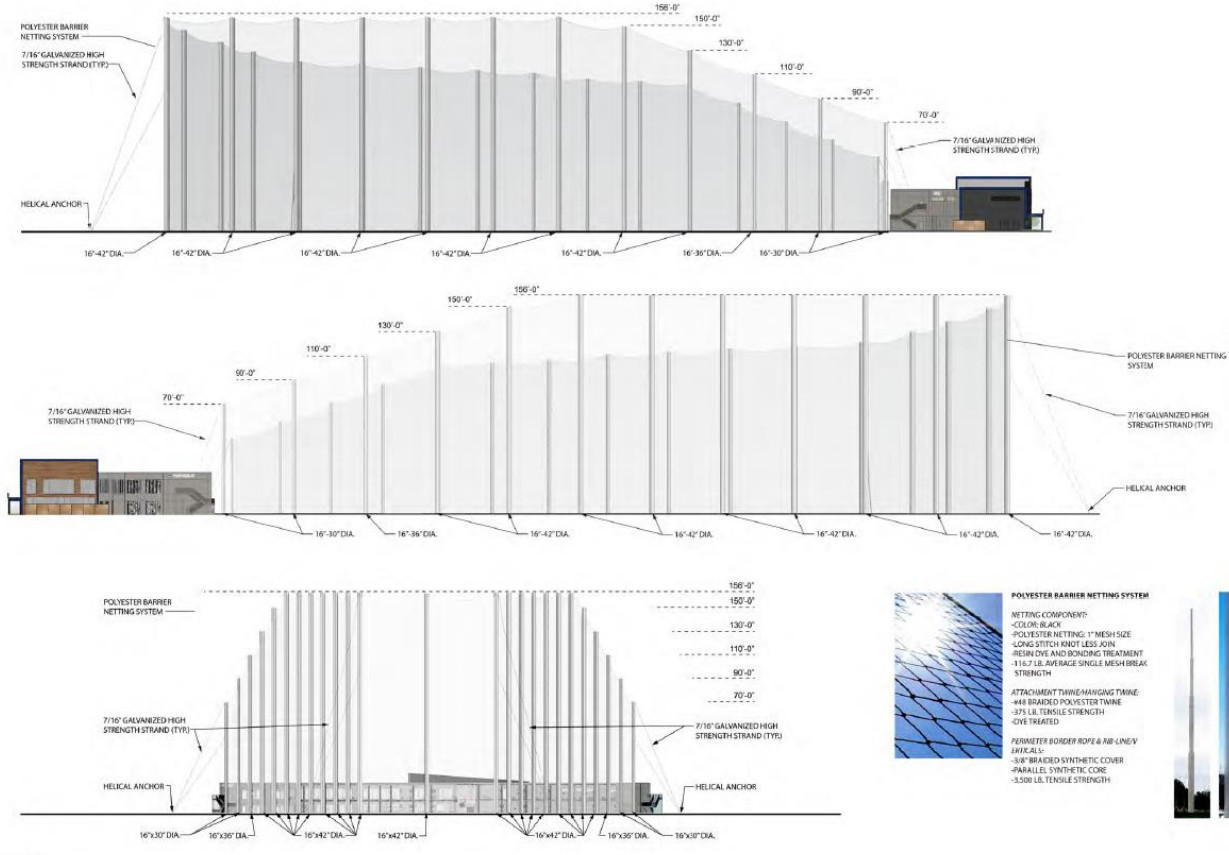 156'-0"
150'-0"
130'-0"
110'-0"
90'-0"
70'-0"
POLYESTER BARRIER
NETTING SYSTEM
7/16" GALVANIZED HIGH
STRENGTH STRAND (TYP.)
HELICAL ANCHOR
7/16" GALVANIZED HIGH
STRENGTH STRAND (TYP.)
16"-42" DIA.
16"-42" DIA.
16"-42" DIA.
16"-42" DIA.
16"-42" DIA.
16"-42" DIA.
16"-42" DIA.
16"-36" DIA.
16"-30" DIA.
156'-0"
150'-0"
130'-0"
110'-0"
90'-0"
70'-0"
7/16" GALVANIZED HIGH
STRENGTH STRAND (TYP.)
POLYESTER BARRIER NETTING
SYSTEM
7/16" GALVANIZED HIGH
STRENGTH STRAND (TYP.)
HELICAL ANCHOR
16"-30" DIA.
16"-36" DIA.
16"-42" DIA.
16"-42" DIA.
16"-42" DIA.
16"-42" DIA.
16"-42" DIA.
POLYESTER BARRIER
NETTING SYSTEM
156'-0"
150'-0"
130'-0"
110'-0"
90'-0"
70'-0"
7/16" GALVANIZED HIGH
STRENGTH STRAND (TYP.)
7/16" GALVANIZED HIGH
STRENGTH STRAND (TYP.)
HELICAL ANCHOR
HELICAL ANCHOR
16"x30" DIA.
16"x36" DIA.
16"x42" DIA.
16"x42" DIA.
16"x42" DIA.
16"x36" DIA.
16"x30" DIA.
POLYESTER BARRIER NETTING SYSTEM
NETTING COMPONENT:
-COLOR: BLACK
-POLYESTER NETTING: 1" MESH SIZE
-LONG STITCH KNOT LESS JOIN
-RESIN DYE AND BONDING TREATMENT
-116.7 LB. AVERAGE SINGLE MESH BREAK
STRENGTH
ATTACHMENT TWINE/HANGING TWINE:
-#48 BRAIDED POLYESTER TWINE
-375 LB. TENSILE STRENGTH
-DYE TREATED
PERIMETER BORDER ROPE & RIB-LINE/V
ERTICALS:
-3/8" BRAIDED SYNTHETIC COVER
-PARALLEL SYNTHETIC CORE
-3,500 LB. TENSILE STRENGTH